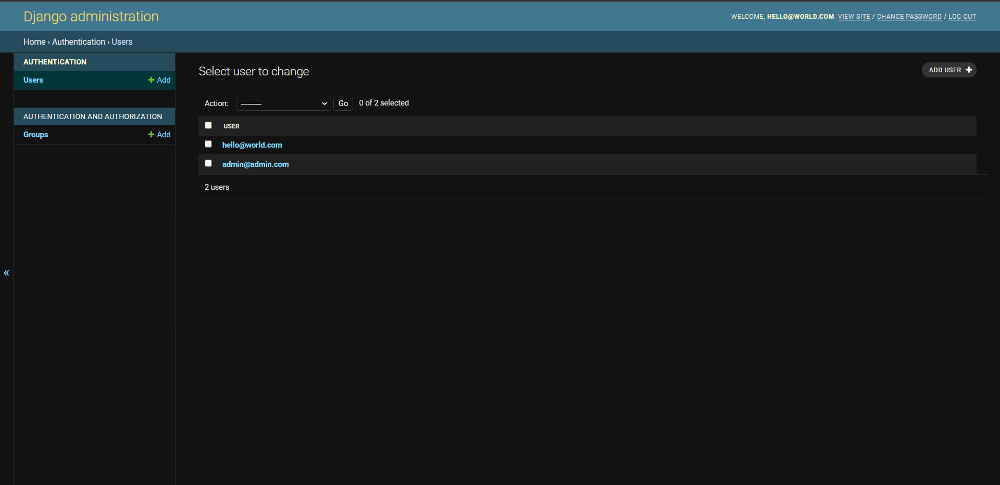 Django administration
WELCOME, HELLO@WORLD.COM. VIEW SITE / CHANGE PASSWORD / LOG OUT
Home › Authentication › Users
AUTHENTICATION
Users Add
AUTHENTICATION AND AUTHORIZATION
Groups Add
«
Select user to change
ADD USER
Action: --------- Go 0 of 2 selected
USER
hello@world.com
admin@admin.com
2 users